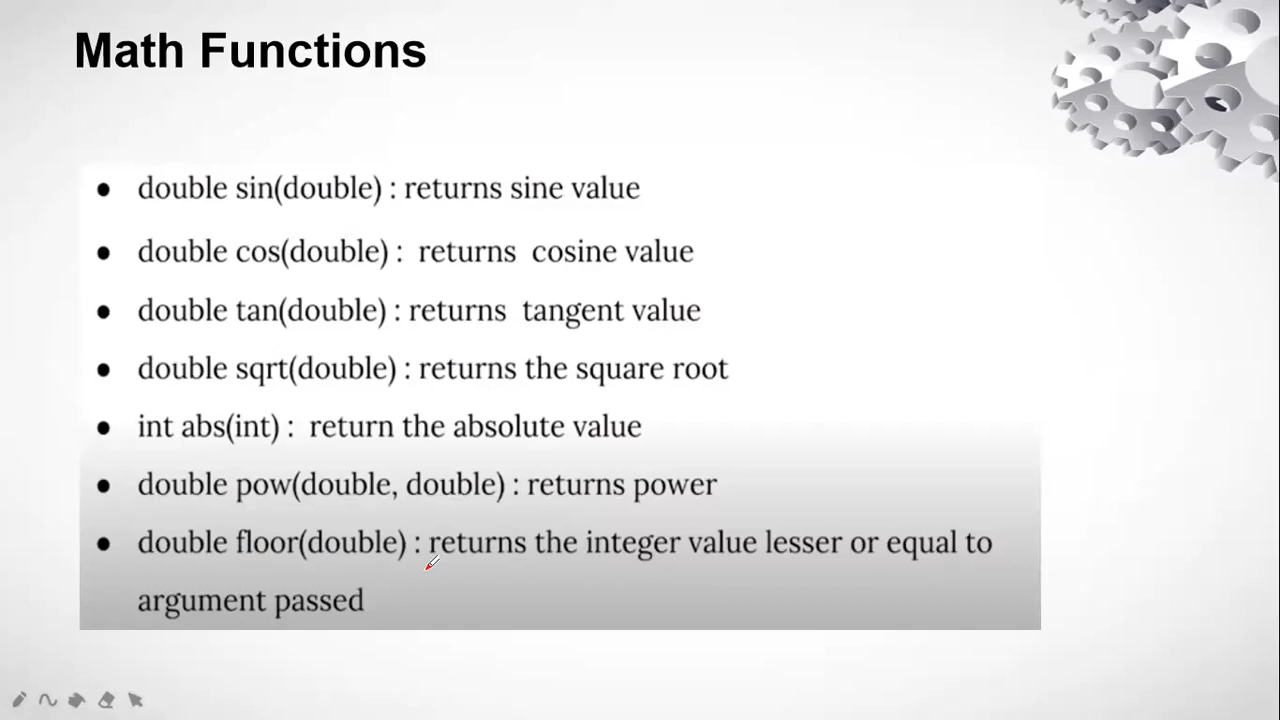 Math Functions
● double sin(double) : returns sine value
● double cos(double) : returns cosine value
● double tan(double) : returns tangent value
● double sqrt(double) : returns the square root
● int abs(int) : return the absolute value
● double pow(double, double) : returns power
● double floor(double) : returns the integer value lesser or equal to
argument passed